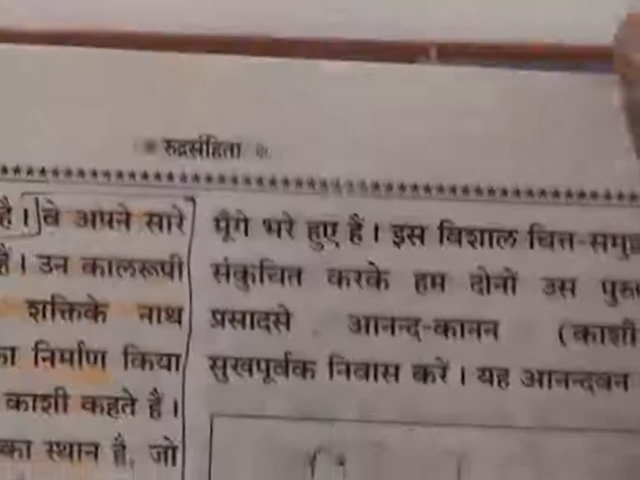 * रुद्रसंहिता *
है। वे अपने सारे
हैं। उन कालरूपी
शक्तिके नाथ
का निर्माण किया
काशी कहते हैं।
का स्थान है, जो
मूँगे भरे हुए हैं। इस विशाल चित्त-समुद्र
संकुचित करके हम दोनों उस
प्रसादसे आनन्द-कानन (काशी
सुखपूर्वक निवास करें। यह आनन्दवन